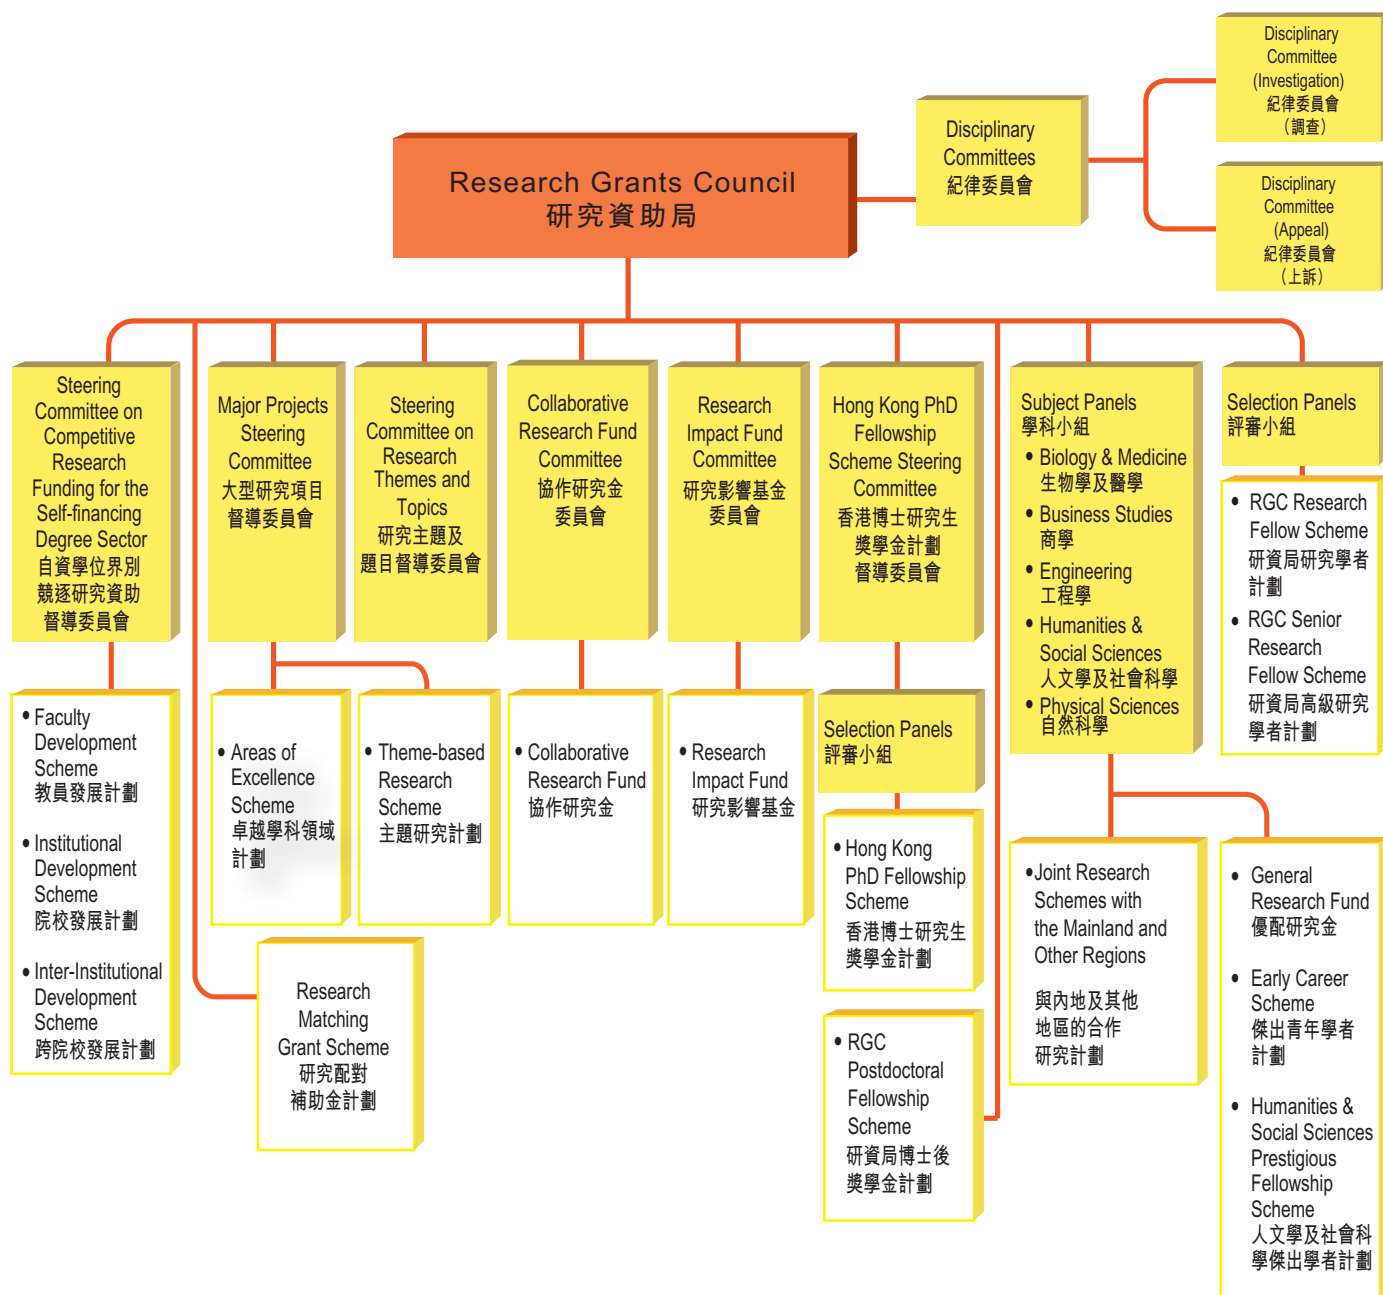 Research Grants Council
研究資助局
Disciplinary
Committees
紀律委員會
Disciplinary
Committee
(Investigation)
紀律委員會
（調查）
Disciplinary
Committee
(Appeal)
紀律委員會
（上訴）
Steering
Committee on
Competitive
Research
Funding for the
Self-financing
Degree Sector
自資學位界別
競逐研究資助
督導委員會
Major Projects
Steering
Committee
大型研究項目
督導委員會
Steering
Committee on
Research
Themes and
Topics
研究主題及
題目督導委員會
Collaborative
Research Fund
Committee
協作研究金
委員會
Research
Impact Fund
Committee
研究影響基金
委員會
Hong Kong PhD
Fellowship
Scheme Steering
Committee
香港博士研究生
獎學金計劃
督導委員會
Subject Panels
學科小組
• Biology & Medicine
生物學及醫學
• Business Studies
商學
• Engineering
工程學
• Humanities &
Social Sciences
人文學及社會科學
• Physical Sciences
自然科學
Selection Panels
評審小組
• RGC Research
Fellow Scheme
研資局研究學者
計劃
• RGC Senior
Research
Fellow Scheme
研資局高級研究
學者計劃
• Faculty
Development
Scheme
教員發展計劃
• Institutional
Development
Scheme
院校發展計劃
• Inter-Institutional
Development
Scheme
跨院校發展計劃
• Areas of
Excellence
Scheme
卓越學科領域
計劃
• Theme-based
Research
Scheme
主題研究計劃
• Collaborative
Research Fund
協作研究金
• Research
Impact Fund
研究影響基金
Selection Panels
評審小組
• Hong Kong
PhD Fellowship
Scheme
香港博士研究生
獎學金計劃
• RGC
Postdoctoral
Fellowship
Scheme
研資局博士後
獎學金計劃
Research
Matching
Grant Scheme
研究配對
補助金計劃
• Joint Research
Schemes with
the Mainland and
Other Regions
與內地及其他
地區的合作
研究計劃
• General
Research Fund
優配研究金
• Early Career
Scheme
傑出青年學者
計劃
• Humanities &
Social Sciences
Prestigious
Fellowship
Scheme
人文學及社會科
學傑出學者計劃